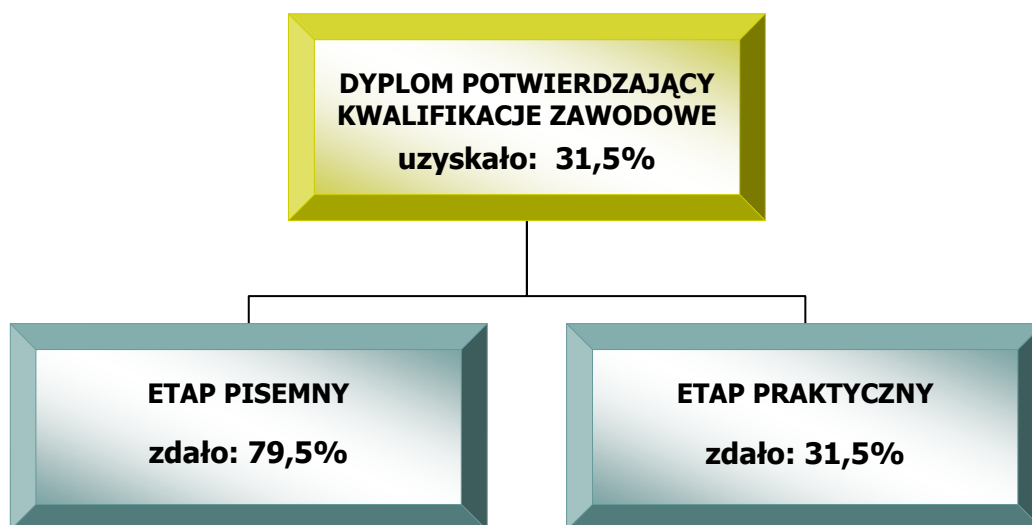 DYPLOM POTWIERDZAJĄCY
KWALIFIKACJE ZAWODOWE
uzyskało: 31,5%
ETAP PISEMNY
zdało: 79,5%
ETAP PRAKTYCZNY
zdało: 31,5%